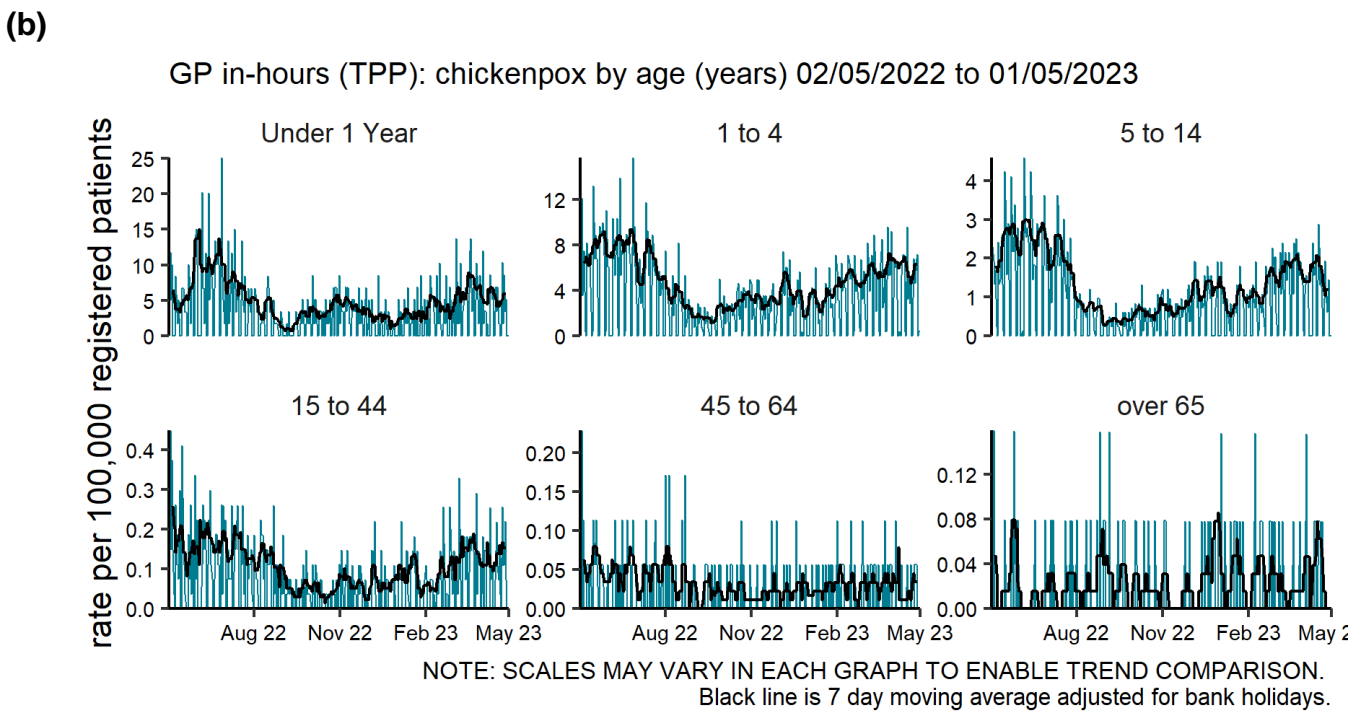 (b)
GP in-hours (TPP): chickenpox by age (years) 02/05/2022 to 01/05/2023
rate per 100,000 registered patients
Under 1 Year
25
20
15
10
5
0
1 to 4
12
8
4
0
5 to 14
4
3
2
1
0
15 to 44
0.4
0.3
0.2
0.1
0.0
Aug 22 Nov 22 Feb 23 May 23
45 to 64
0.20
0.15
0.10
0.05
0.00
Aug 22 Nov 22 Feb 23 May 23
over 65
0.12
0.08
0.04
0.00
Aug 22 Nov 22 Feb 23 May 2
NOTE: SCALES MAY VARY IN EACH GRAPH TO ENABLE TREND COMPARISON.
Black line is 7 day moving average adjusted for bank holidays.